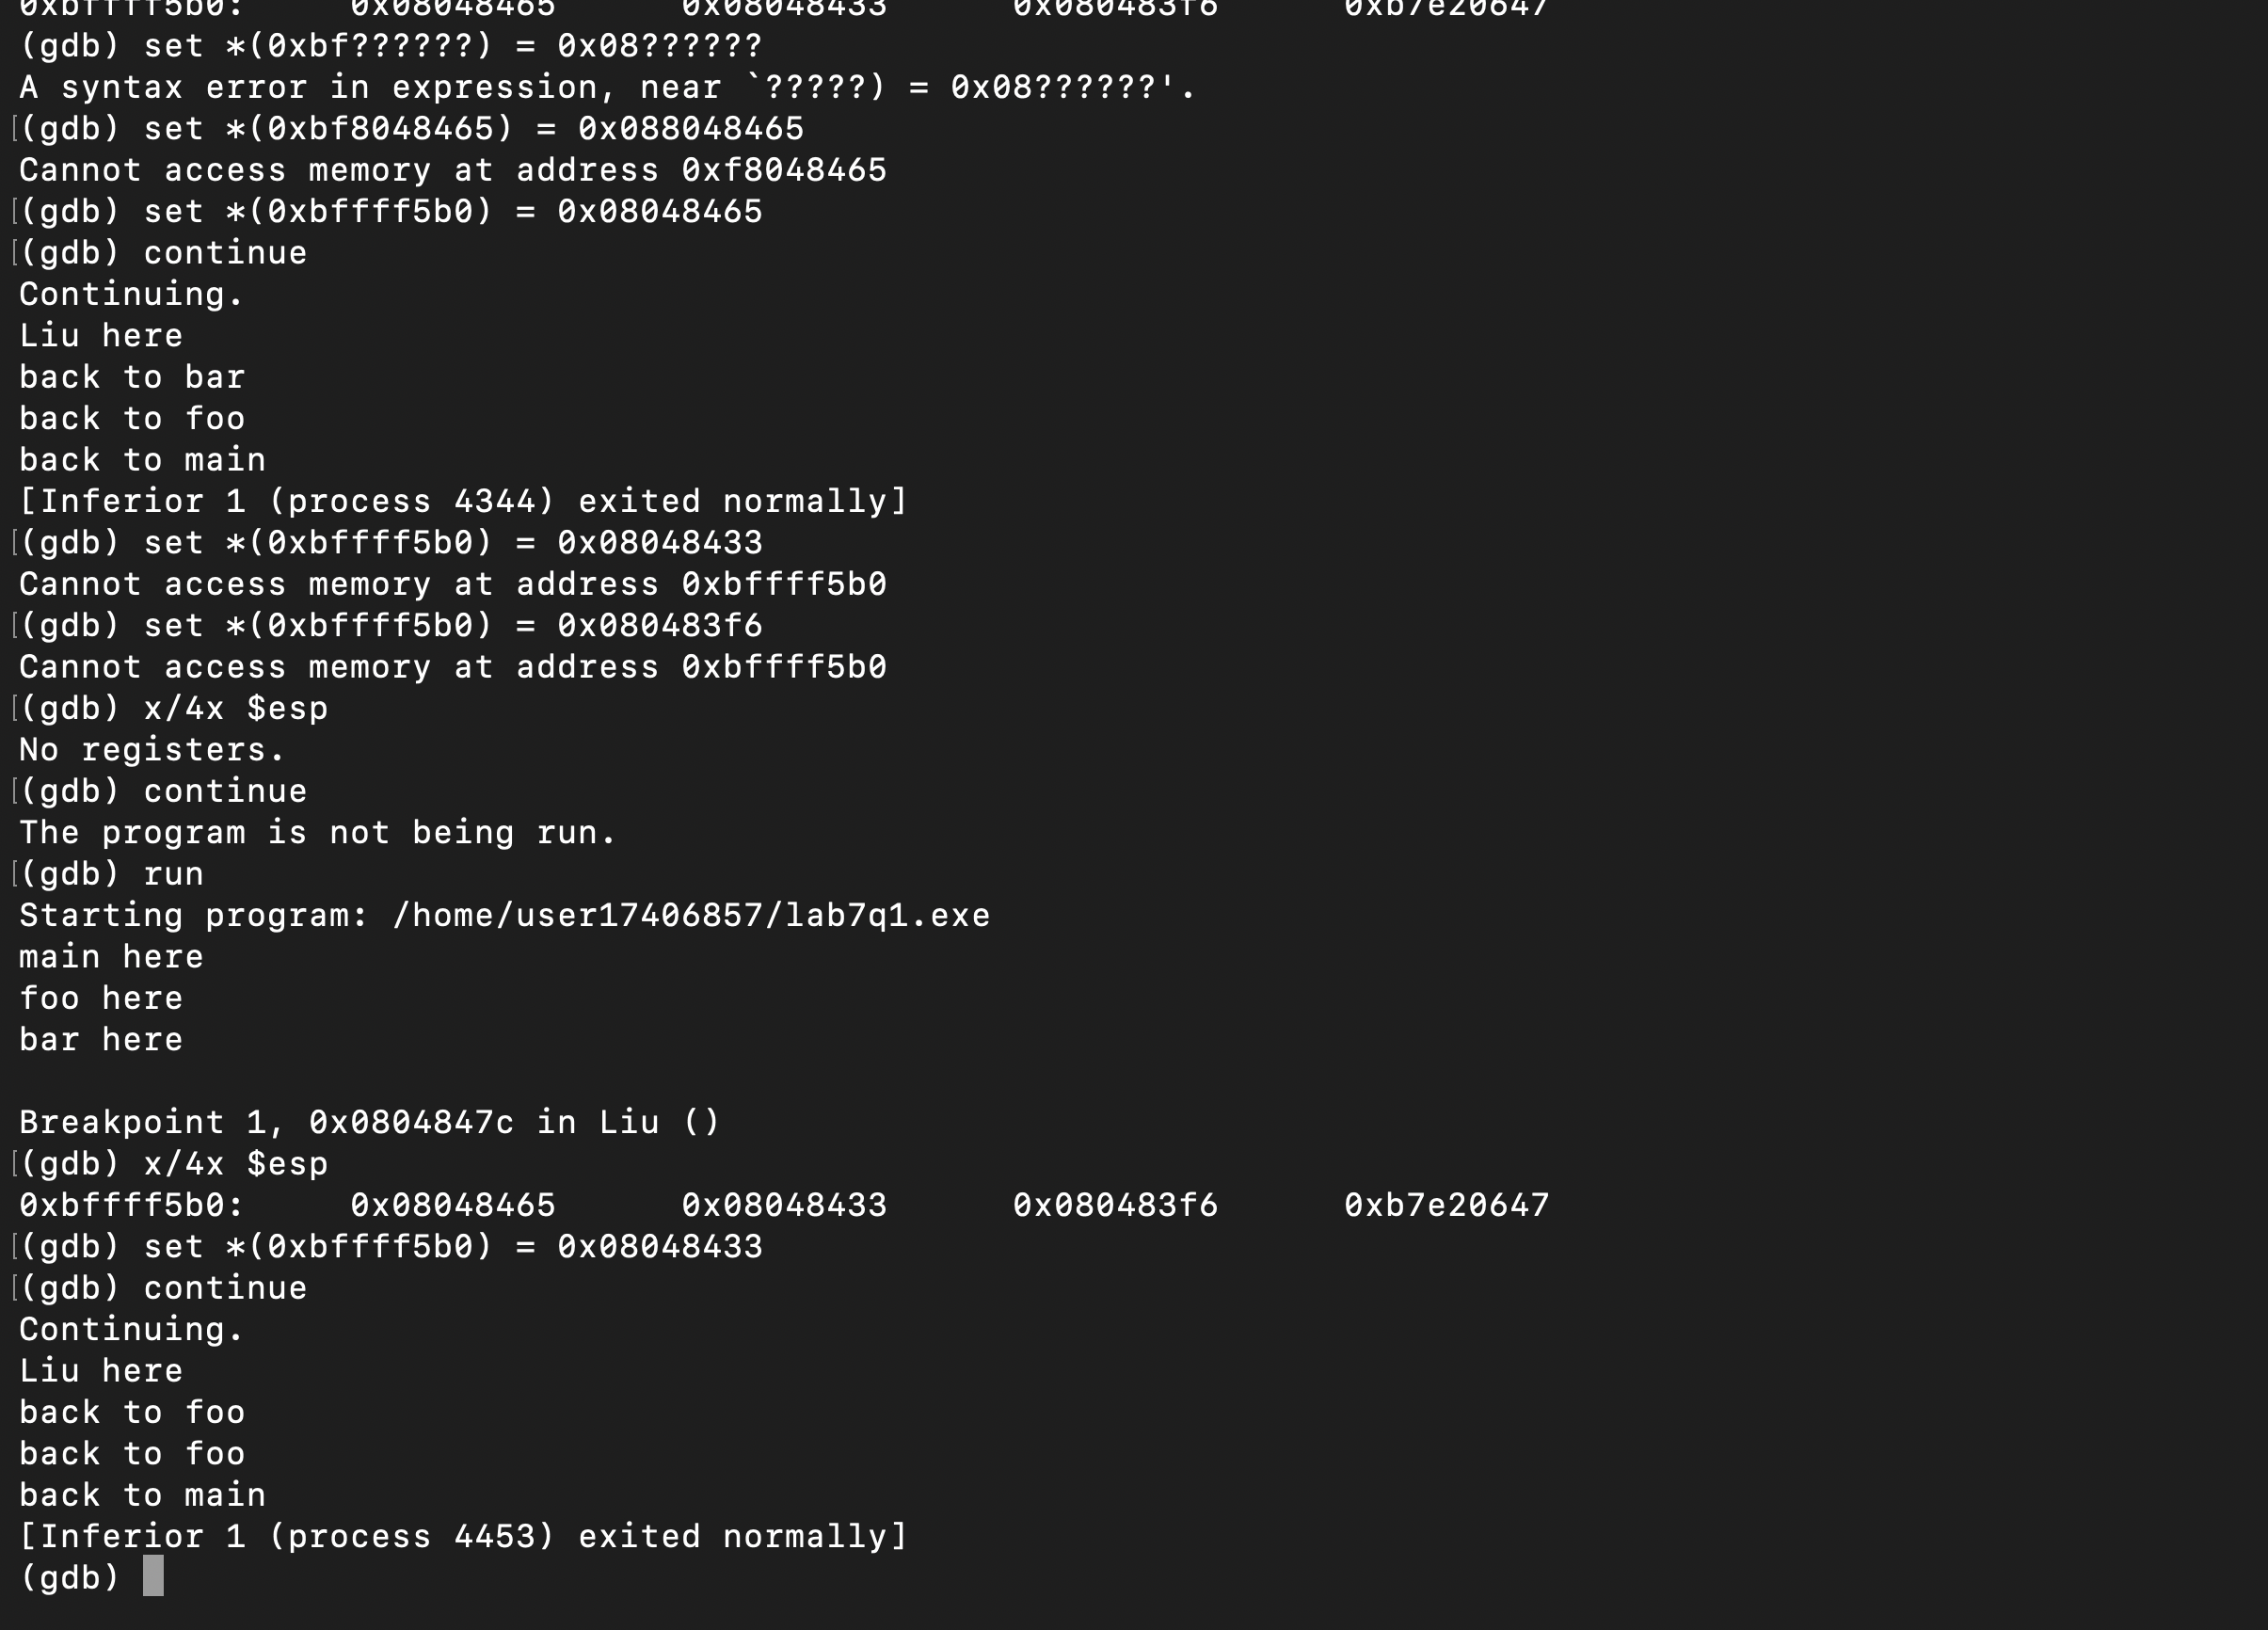 0xbffff5b0:     0x08048465      0x08048433      0x080483f6      0xb7e20647
(gdb) set *(0xbf??????) = 0x08??????
A syntax error in expression, near `?????) = 0x08??????'.
[(gdb) set *(0xbf8048465) = 0x088048465
Cannot access memory at address 0xf8048465
[(gdb) set *(0xbffff5b0) = 0x08048465
[(gdb) continue
Continuing.
Liu here
back to bar
back to foo
back to main
[Inferior 1 (process 4344) exited normally]
[(gdb) set *(0xbffff5b0) = 0x08048433
Cannot access memory at address 0xbffff5b0
[(gdb) set *(0xbffff5b0) = 0x080483f6
Cannot access memory at address 0xbffff5b0
[(gdb) x/4x $esp
No registers.
[(gdb) continue
The program is not being run.
[(gdb) run
Starting program: /home/user17406857/lab7q1.exe
main here
foo here
bar here

Breakpoint 1, 0x0804847c in Liu ()
[(gdb) x/4x $esp
0xbffff5b0:     0x08048465      0x08048433      0x080483f6      0xb7e20647
[(gdb) set *(0xbffff5b0) = 0x08048433
[(gdb) continue
Continuing.
Liu here
back to foo
back to foo
back to main
[Inferior 1 (process 4453) exited normally]
(gdb)